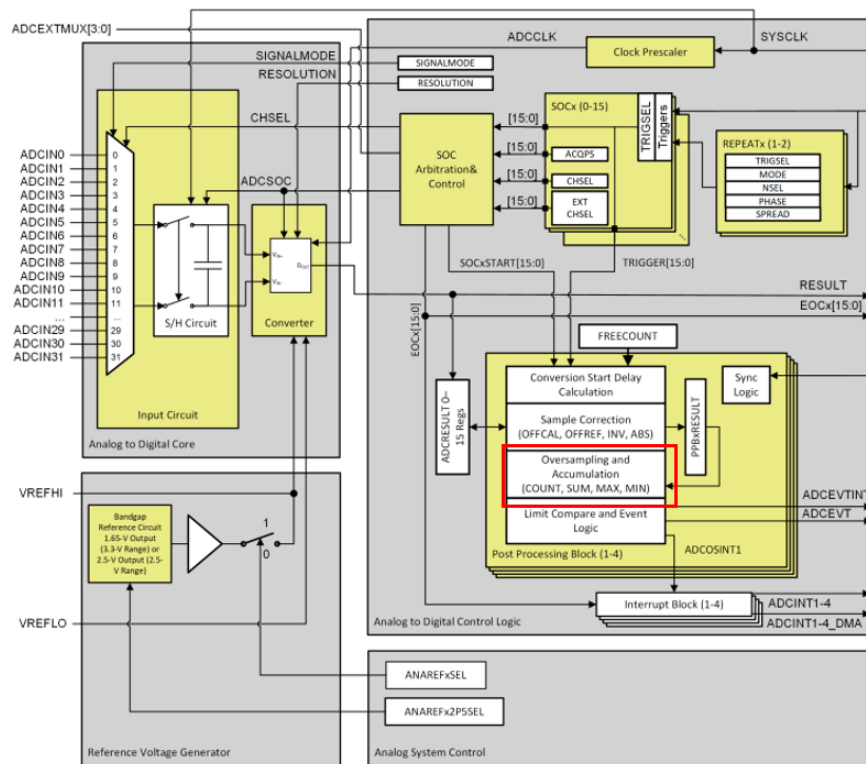 ADCEXTMUX[3:0]
ADCCLK
SYSCLK
Clock Prescaler
SIGNALMODE
SIGNALMODE
RESOLUTION
RESOLUTION
CHSEL
ADCIN0
ADCIN1
ADCIN2
ADCIN3
ADCIN4
ADCIN5
ADCIN6
ADCIN7
ADCIN8
ADCIN9
ADCIN10
ADCIN11
...
ADCIN29
ADCIN30
ADCIN31
0
1
2
3
4
5
6
7
8
9
10
11
...
29
30
31
ADCSOC
S/H Circuit
VIN+
VIN-
DOUT
Converter
Input Circuit
Analog to Digital Core
SOC
Arbitration&
Control
[15:0]
[15:0]
[15:0]
[15:0]
SOCx (0-15)
TRIGSEL
Triggers
ACQPS
CHSEL
EXT
CHSEL
REPEATx (1-2)
TRIGSEL
MODE
NSEL
PHASE
SPREAD
SOCxSTART[15:0]
TRIGGER[15:0]
RESULT
EOCx[15:0]
EOCx[15:0]
FREECOUNT
ADCRESULT 0–
15 Regs
Conversion Start Delay
Calculation
Sample Correction
(OFFCAL, OFFREF, INV, ABS)
Oversampling and
Accumulation
(COUNT, SUM, MAX, MIN)
Limit Compare and Event
Logic
PPBxRESULT
Sync
Logic
Post Processing Block (1-4)
ADCEVTINT
ADCEVT
ADCOSINT1
Interrupt Block (1-4)
ADCINT1-4
ADCINT1-4_DMA
Analog to Digital Control Logic
VREFHI
Bandgap
Reference Circuit
1.65-V Output
(3.3-V Range) or
2.5-V Output (2.5-
V Range)
1
0
VREFLO
Reference Voltage Generator
ANAREFxSEL
ANAREFx2P5SEL
Analog System Control